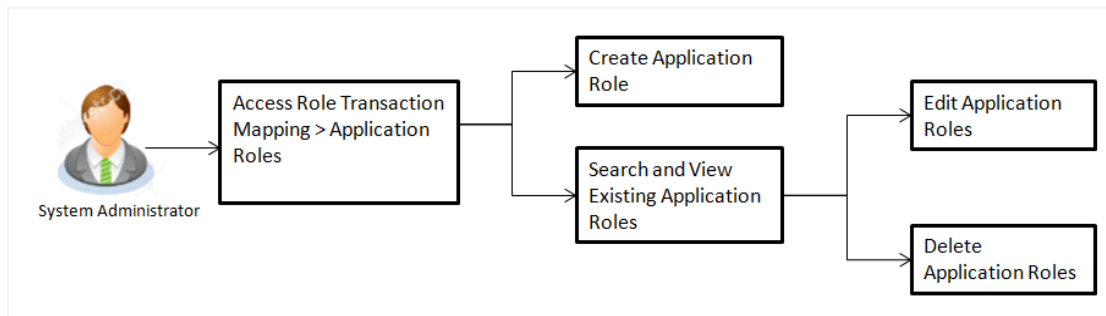 System Administrator
Access Role Transaction
Mapping > Application
Roles
Create Application
Role
Search and View
Existing Application
Roles
Edit Application
Roles
Delete
Application Roles